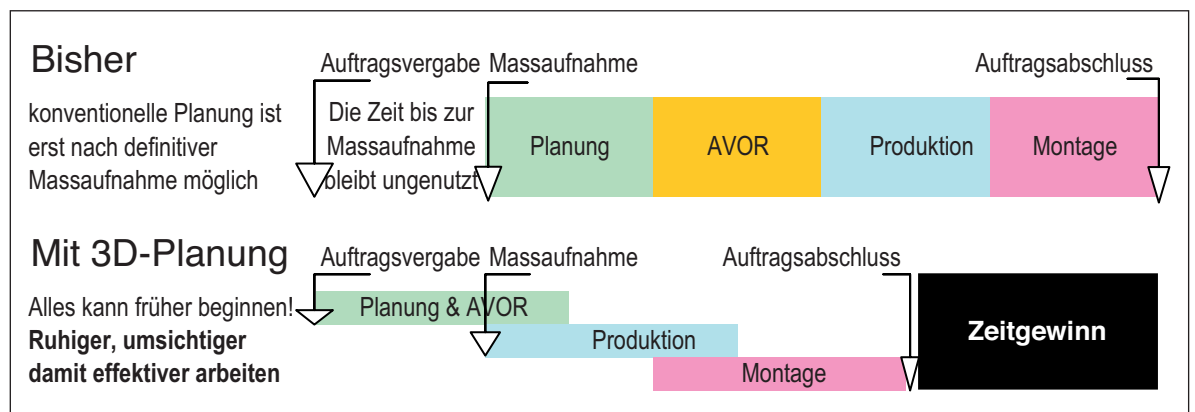 Bisher
konventionelle Planung ist
erst nach definitiver
Massaufnahme möglich
Auftragsvergabe Massaufnahme
Auftragsabschluss
Die Zeit bis zur
Massaufnahme
bleibt ungenutzt
Planung
AVOR
Produktion
Montage
Mit 3D-Planung
Alles kann früher beginnen!
Ruhiger, umsichtiger
damit effektiver arbeiten
Auftragsvergabe Massaufnahme
Auftragsabschluss
Planung & AVOR
Produktion
Montage
Zeitgewinn